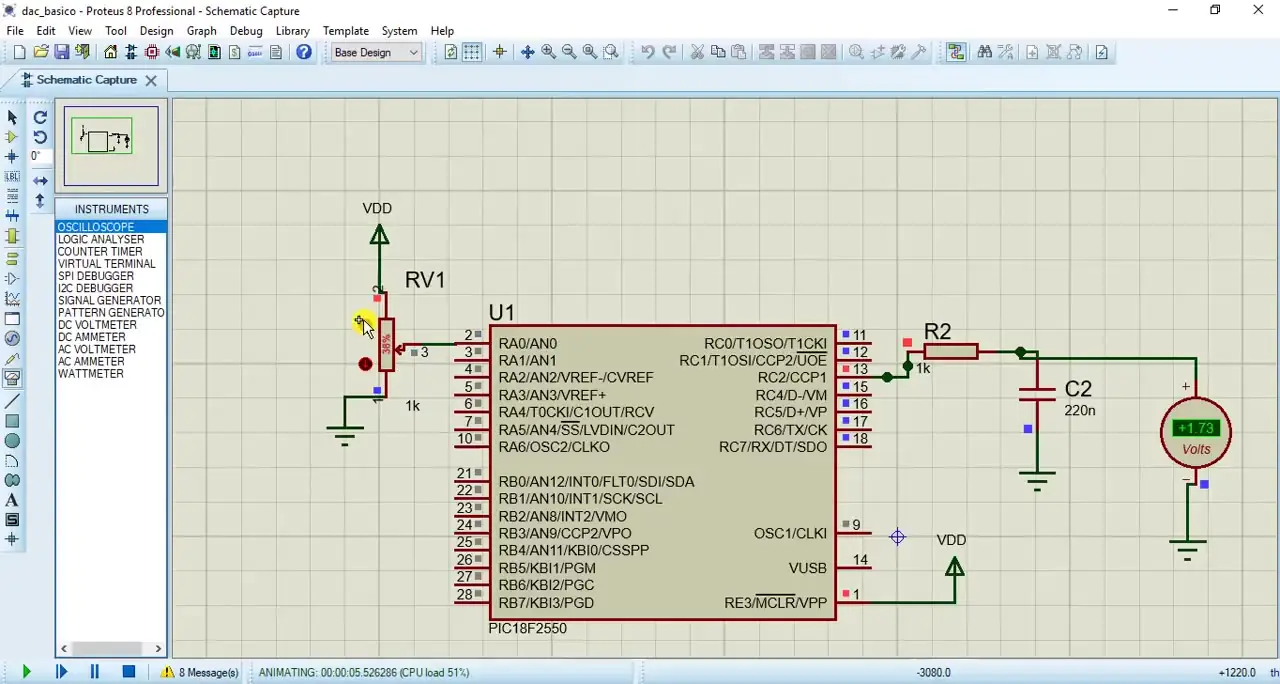 dac_basico - Proteus 8 Professional - Schematic Capture
File Edit View Tool Design Graph Debug Library Template System Help
Base Design
Schematic Capture
0°
LBL
INSTRUMENTS
OSCILLOSCOPE
LOGIC ANALYSER
COUNTER TIMER
VIRTUAL TERMINAL
SPI DEBUGGER
I2C DEBUGGER
SIGNAL GENERATOR
PATTERN GENERATO
DC VOLTMETER
DC AMMETER
AC VOLTMETER
AC AMMETER
WATTMETER
A
S
VDD
RV1
2
38%
3
1
1k
U1
2 RA0/AN0
3 RA1/AN1
4 RA2/AN2/VREF-/CVREF
5 RA3/AN3/VREF+
6 RA4/T0CKI/C1OUT/RCV
7 RA5/AN4/SS/LVDIN/C2OUT
10 RA6/OSC2/CLKO
21 RB0/AN12/INT0/FLT0/SDI/SDA
22 RB1/AN10/INT1/SCK/SCL
23 RB2/AN8/INT2/VMO
24 RB3/AN9/CCP2/VPO
25 RB4/AN11/KBI0/CSSPP
26 RB5/KBI1/PGM
27 RB6/KBI2/PGC
28 RB7/KBI3/PGD
RC0/T1OSO/T1CKI 11
RC1/T1OSI/CCP2/UOE 12
RC2/CCP1 13
RC4/D-/VM 15
RC5/D+/VP 16
RC6/TX/CK 17
RC7/RX/DT/SDO 18
OSC1/CLKI 9
VUSB 14
RE3/MCLR/VPP 1
PIC18F2550
VDD
R2
1k
C2
220n
+
+1.73
Volts
−
8 Message(s)
ANIMATING: 00:00:05.526286 (CPU load 51%)
-3080.0
+1220.0
th